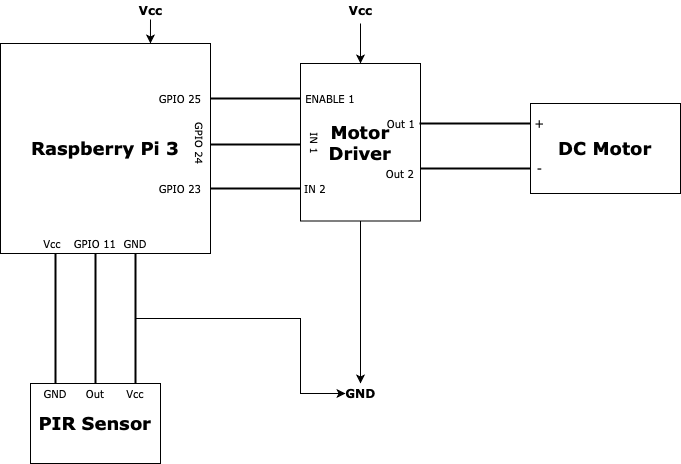 Vcc
Vcc
GPIO 25
ENABLE 1
Raspberry Pi 3
GPIO 24
IN 1
Motor
Driver
Out 1
+
DC Motor
Out 2
-
GPIO 23
IN 2
Vcc
GPIO 11
GND
GND
GND
Out
Vcc
PIR Sensor